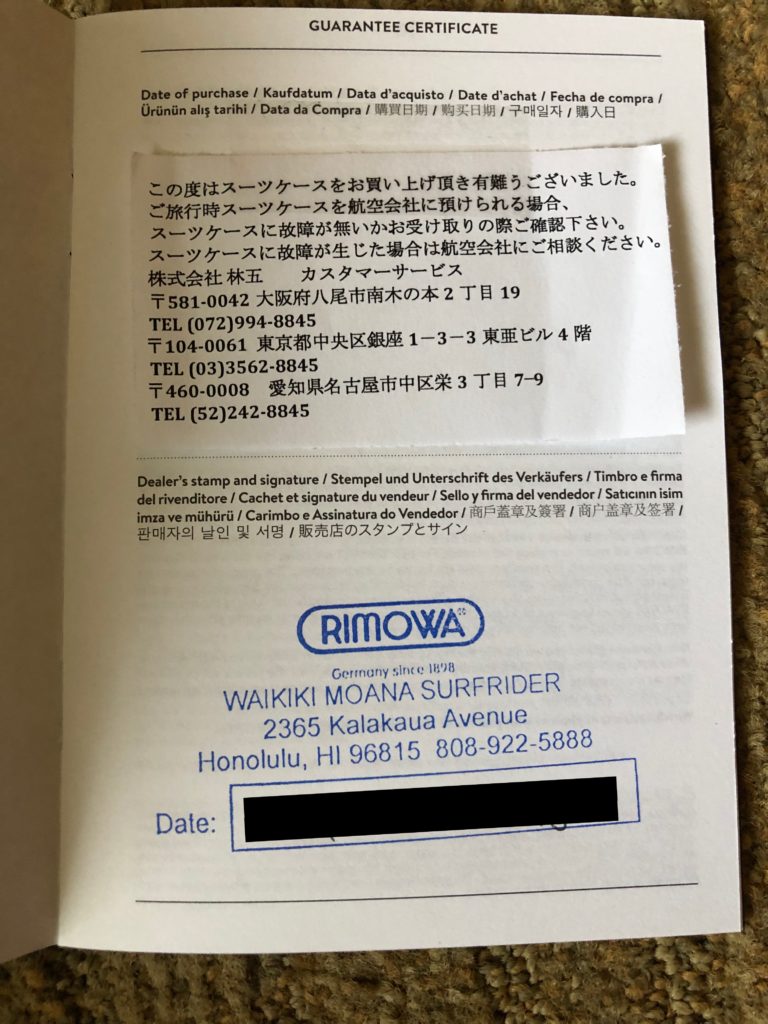 GUARANTEE CERTIFICATE
Date of purchase / Kaufdatum / Data d'acquisto / Date d'achat / Fecha de compra /
Ürünün alış tarihi / Data da Compra / 購買日期 / 购买日期 / 구매일자 / 購入日
この度はスーツケースをお買い上げ頂き有難うございました。
ご旅行時スーツケースを航空会社に預けられる場合、
スーツケースに故障が無いかお受け取りの際ご確認下さい。
スーツケースに故障が生じた場合は航空会社にご相談ください。
株式会社 林五　　カスタマーサービス
〒581-0042 大阪府八尾市南木の本 2 丁目 19
TEL (072)994-8845
〒104-0061 東京都中央区銀座 1－3－3 東亜ビル 4 階
TEL (03)3562-8845
〒460-0008　愛知県名古屋市中区栄 3 丁目 7-9
TEL (52)242-8845
Dealer's stamp and signature / Stempel und Unterschrift des Verkäufers / Timbro e firma
del rivenditore / Cachet et signature du vendeur / Sello y firma del vendedor / Satıcının isim
imza ve mühürü / Carimbo e Assinatura do Vendedor / 商戶蓋章及簽署 / 商户盖章及签署 /
판매자의 날인 및 서명 / 販売店のスタンプとサイン
RIMOWA
Germany since 1898
WAIKIKI MOANA SURFRIDER
2365 Kalakaua Avenue
Honolulu, HI 96815 808-922-5888
Date: